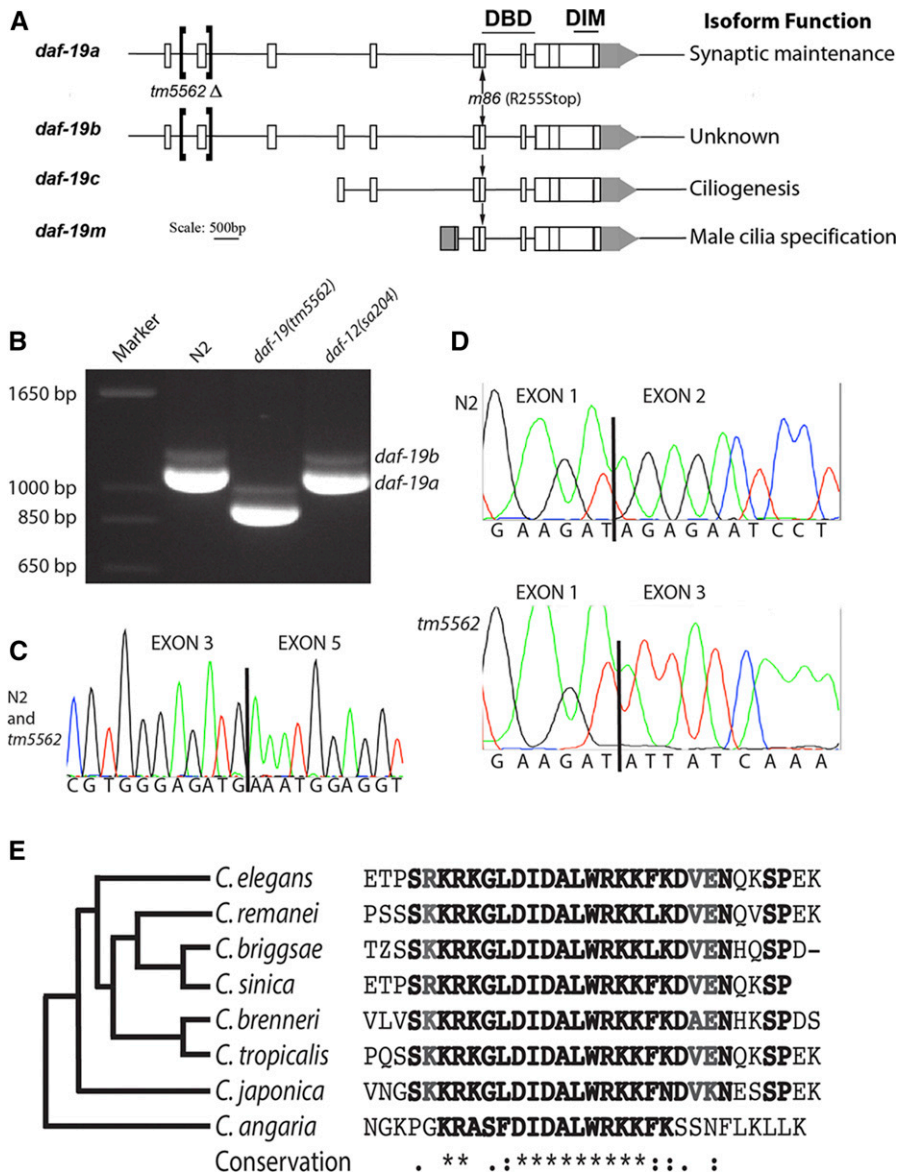 A
DBD DIM Isoform Function
daf-19a Synaptic maintenance
tm5562 Δ m86 (R255Stop)
daf-19b Unknown
daf-19c Ciliogenesis
daf-19m Scale: 500bp Male cilia specification
B
Marker N2 daf-19(tm5562) daf-12(sa204)
1650 bp
daf-19b
1000 bp daf-19a
850 bp
650 bp
C
EXON 3 EXON 5
N2
and
tm5562
CGTGGGAGATGAAATGGAGGT
D
N2 EXON 1 EXON 2
GAAGATAGAGAATCCT
EXON 1 EXON 3
tm5562
GAAGATATTATCAAA
E
C. elegans ETPSRKRKGLDIDALWRKKFKDVENQKSPEK
C. remanei PSSSKKRKGLDIDALWRKKLKDVENQVSPEK
C. briggsae TZSSKKRKGLDIDALWRKKLKDVENHQSPD–
C. sinica ETPSRKRKGLDIDALWRKKFKDVENQKSP
C. brenneri VLVSKKRKGLDIDALWRKKFKDAENHKSPDS
C. tropicalis PQSSKKRKGLDIDALWRKKFKDVENQKSPEK
C. japonica VNGSKKRKGLDIDALWRKKFNDVKNESSPEK
C. angaria NGKPGKRASFDIDALWRKKFKSSNFLKLLK
Conservation . ** .:**********::. :